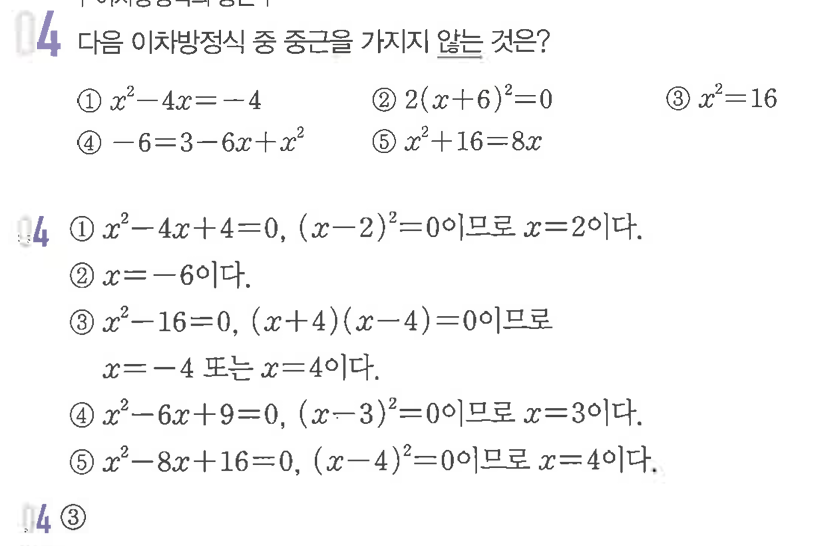 04 다음 이차방정식 중 중근을 가지지 않는 것은?
① x²-4x=-4 ② 2(x+6)²=0 ③ x²=16
④ -6=3-6x+x² ⑤ x²+16=8x
04 ① x²-4x+4=0, (x-2)²=0이므로 x=2이다.
② x=-6이다.
③ x²-16=0, (x+4)(x-4)=0이므로
x=-4 또는 x=4이다.
④ x²-6x+9=0, (x-3)²=0이므로 x=3이다.
⑤ x²-8x+16=0, (x-4)²=0이므로 x=4이다.
04 ③